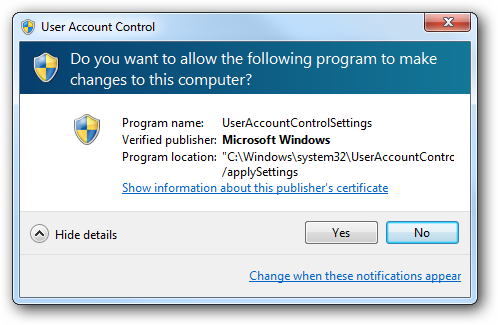 User Account Control
Do you want to allow the following program to make
changes to this computer?
Program name: UserAccountControlSettings
Verified publisher: Microsoft Windows
Program location: "C:\Windows\system32\UserAccountContrc
/applySettings
Show information about this publisher's certificate
Hide details
Yes
No
Change when these notifications appear